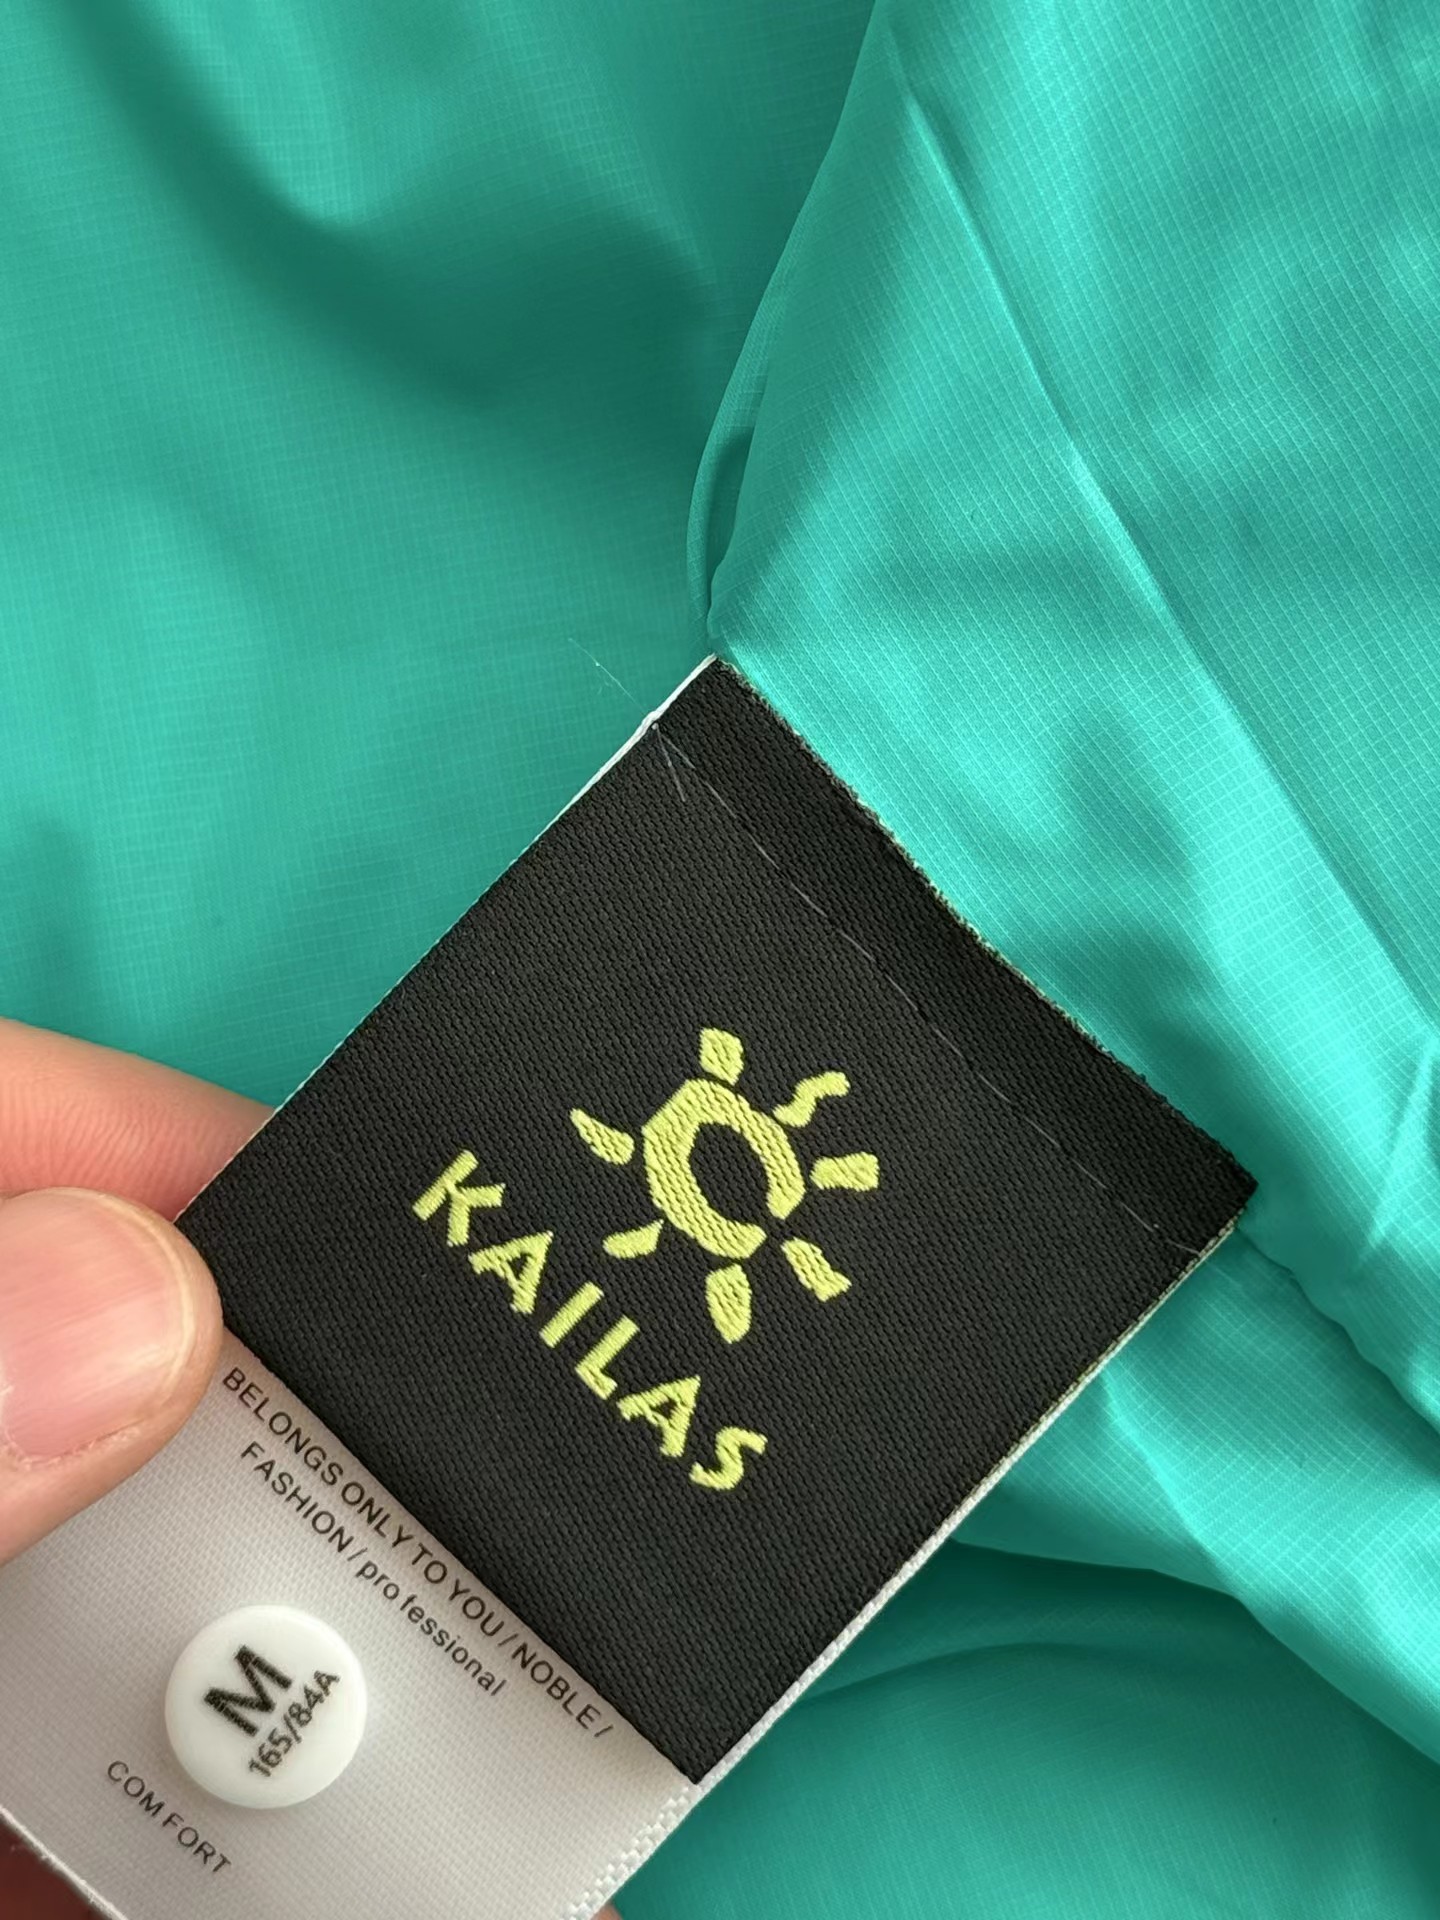 KAILAS
BELONGS ONLY TO YOU / NOBLE /
FASHION / pro fessional
M
165/84A
COM FORT